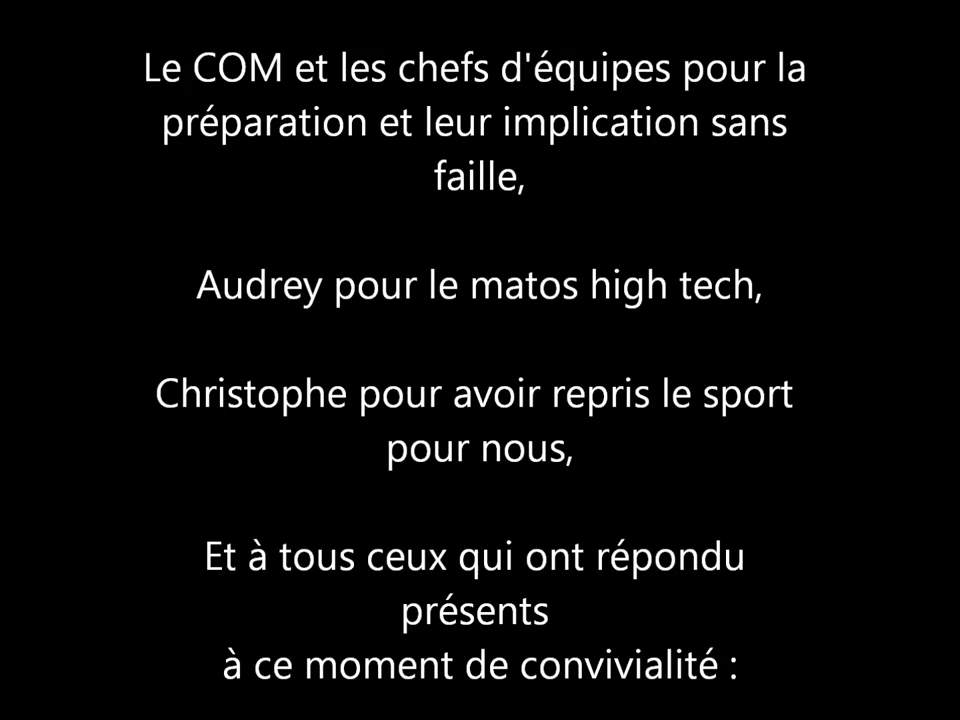 Le COM et les chefs d'équipes pour la
préparation et leur implication sans
faille,
Audrey pour le matos high tech,
Christophe pour avoir repris le sport
pour nous,
Et à tous ceux qui ont répondu
présents
à ce moment de convivialité :